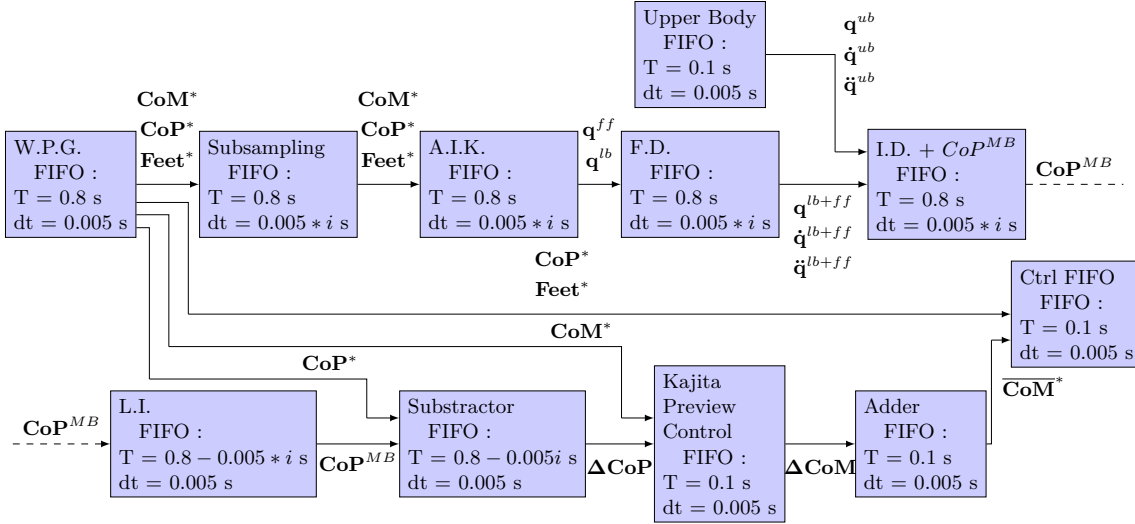 Upper Body
FIFO :
T = 0.1 s
dt = 0.005 s
q^{ub}
q̇^{ub}
q̈^{ub}
W.P.G.
FIFO :
T = 0.8 s
dt = 0.005 s
CoM*
CoP*
Feet*
Subsampling
FIFO :
T = 0.8 s
dt = 0.005 * i s
CoM*
CoP*
Feet*
A.I.K.
FIFO :
T = 0.8 s
dt = 0.005 * i s
q^{ff}
q^{lb}
F.D.
FIFO :
T = 0.8 s
dt = 0.005 * i s
q^{lb+ff}
q̇^{lb+ff}
q̈^{lb+ff}
I.D. + CoP^{MB}
FIFO :
T = 0.8 s
dt = 0.005 * i s
CoP^{MB}
CoP*
Feet*
Ctrl FIFO
FIFO :
T = 0.1 s
dt = 0.005 s
CoM*
CoP*
CoP^{MB}
L.I.
FIFO :
T = 0.8 − 0.005 * i s
dt = 0.005 s
CoP^{MB}
Substractor
FIFO :
T = 0.8 − 0.005i s
dt = 0.005 s
ΔCoP
Kajita
Preview
Control
FIFO :
T = 0.1 s
dt = 0.005 s
ΔCoM
Adder
FIFO :
T = 0.1 s
dt = 0.005 s
C̅o̅M̅*